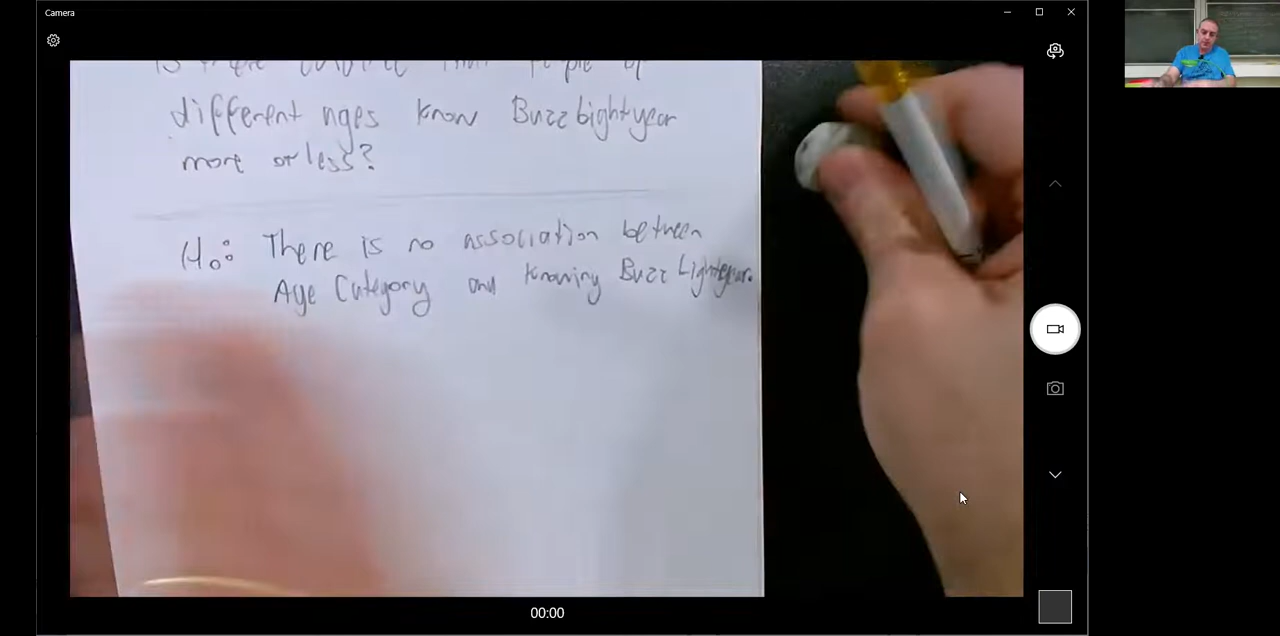 Camera
different ages know Buzz Lightyear
more or less?
H₀: There is no association between
Age Category and Knowing Buzz Lightyear.
00:00